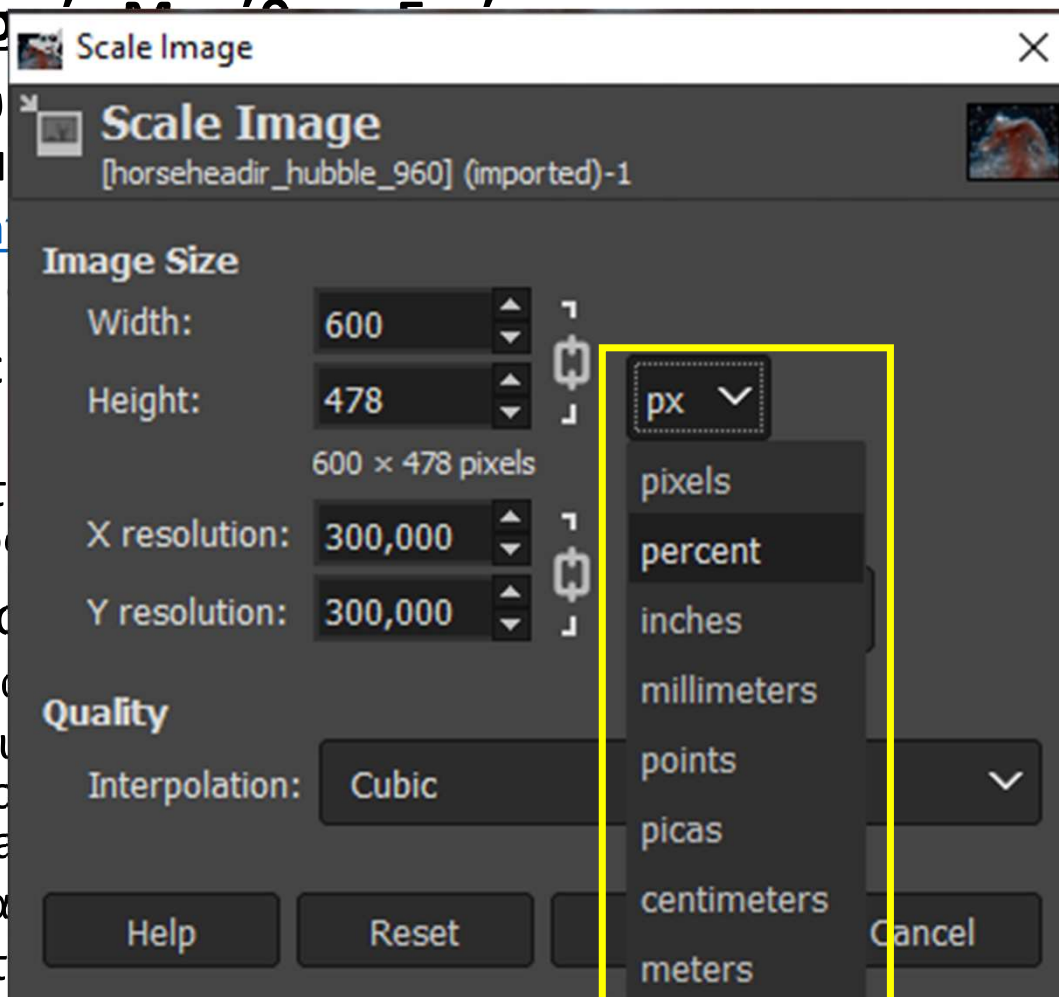 Scale Image
Scale Image
[horseheadir_hubble_960] (imported)-1
Image Size
Width: 600
Height: 478
px
600 × 478 pixels
pixels
X resolution: 300,000
percent
Y resolution: 300,000
inches
millimeters
Quality
points
Interpolation: Cubic
picas
centimeters
Help Reset Cancel
meters